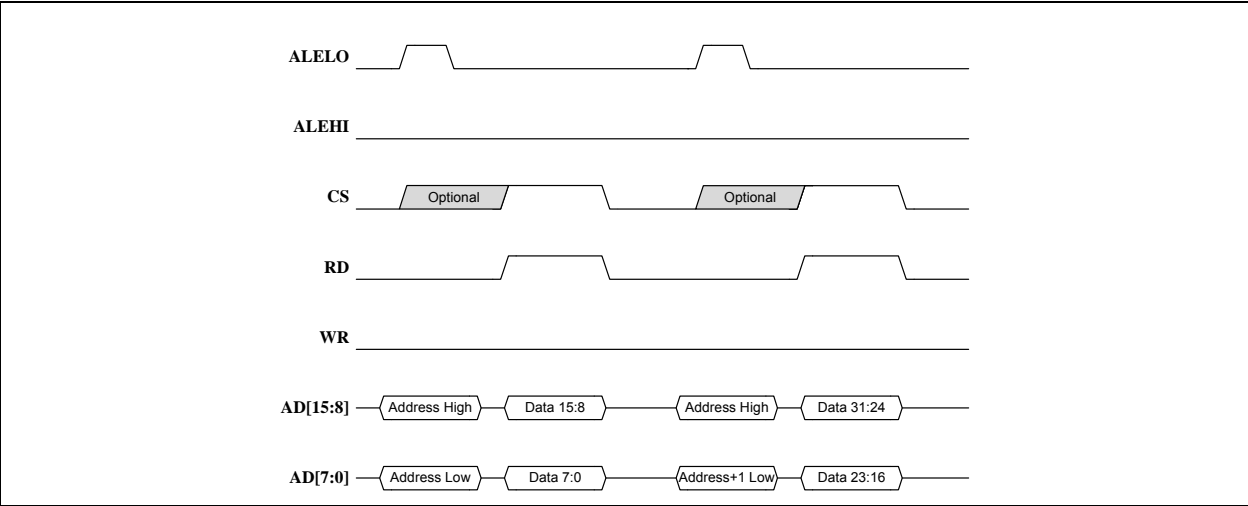 ALELO
ALEHI
CS Optional Optional
RD
WR
AD[15:8] Address High Data 15:8 Address High Data 31:24
AD[7:0] Address Low Data 7:0 Address+1 Low Data 23:16